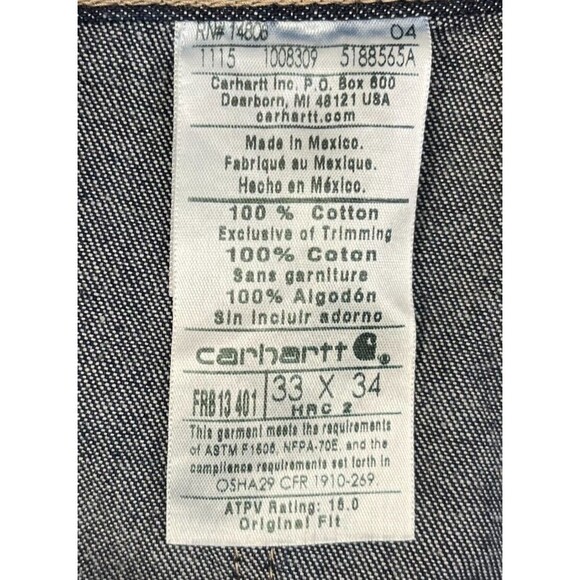 RN# 14806 04
1115 1008309 5188565A
Carhartt Inc. P.O. Box 600
Dearborn, MI 48121 USA
carhartt.com
Made in Mexico.
Fabriqué au Mexique.
Hecho en México.
100 % Cotton
Exclusive of Trimming
100% Coton
Sans garniture
100% Algodón
Sin incluir adorno
carhartt
FRB13 401 33 X 34
HRC 2
This garment meets the requirements
of ASTM F1506, NFPA-70E, and the
compliance requirements set forth in
OSHA29 CFR 1910-269.
ATPV Rating: 16.0
Original Fit